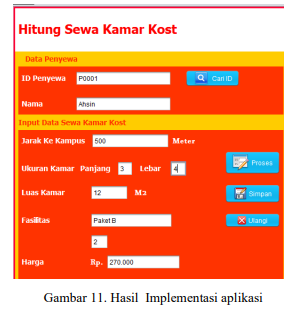 Hitung Sewa Kamar Kost
Data Penyewa
ID Penyewa P0001 Cari ID
Nama Ahsin
Input Data Sewa Kamar Kost
Jarak Ke Kampus 500 Meter
Ukuran Kamar Panjang 3 Lebar 4 Proses
Luas Kamar 12 M2 Simpan
Fasilitas Paket B Ulangi
2
Harga Rp. 270.000
Gambar 11. Hasil Implementasi aplikasi